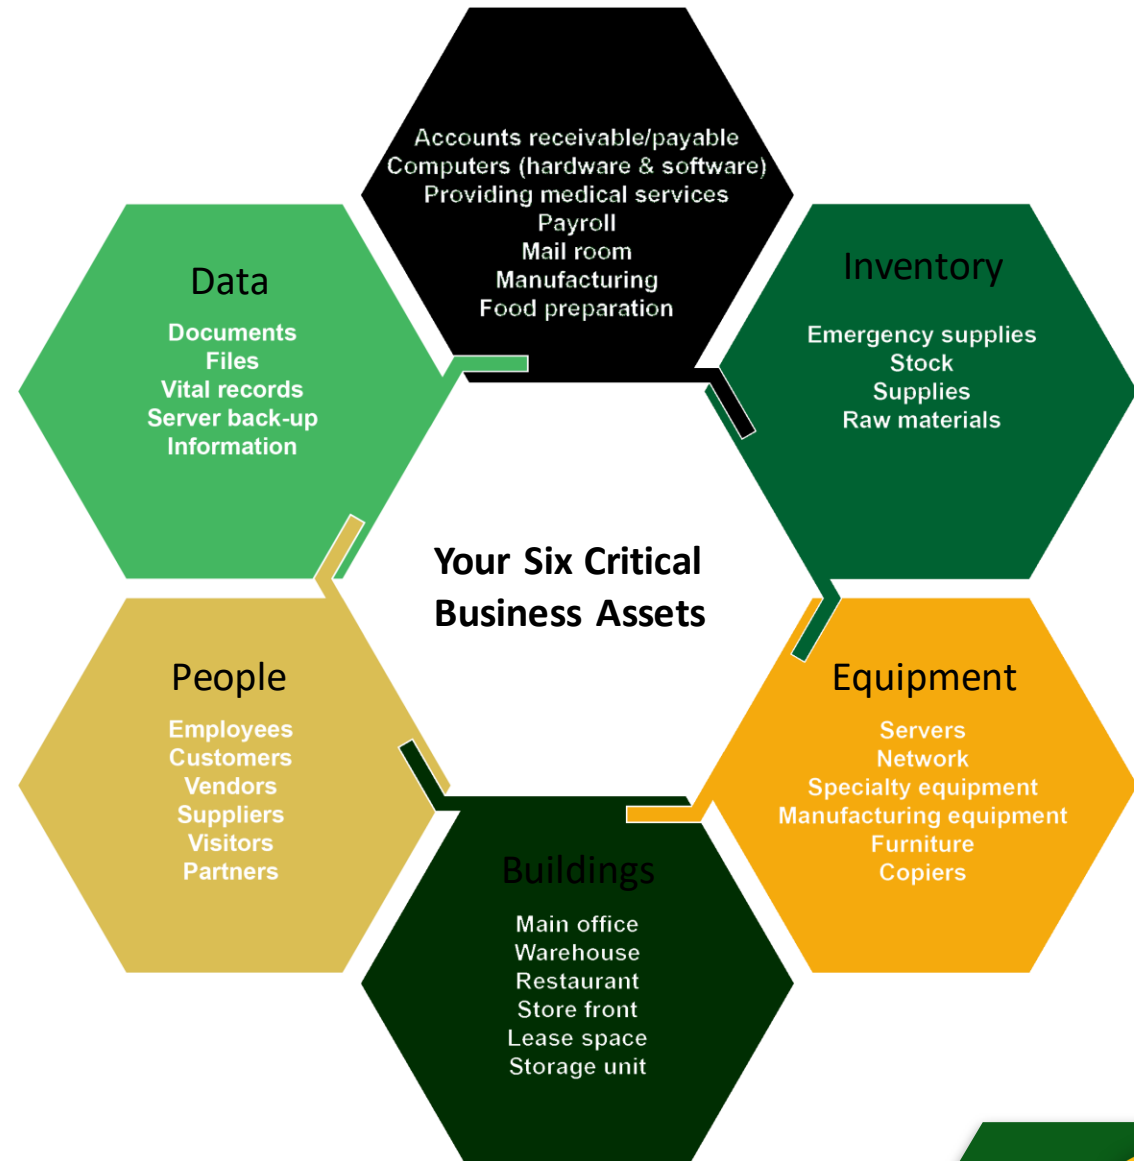 Accounts receivable/payable
Computers (hardware & software)
Providing medical services
Payroll
Mail room
Manufacturing
Food preparation
Data
Documents
Files
Vital records
Server back-up
Information
Inventory
Emergency supplies
Stock
Supplies
Raw materials
Your Six Critical
Business Assets
People
Employees
Customers
Vendors
Suppliers
Visitors
Partners
Equipment
Servers
Network
Specialty equipment
Manufacturing equipment
Furniture
Copiers
Buildings
Main office
Warehouse
Restaurant
Store front
Lease space
Storage unit